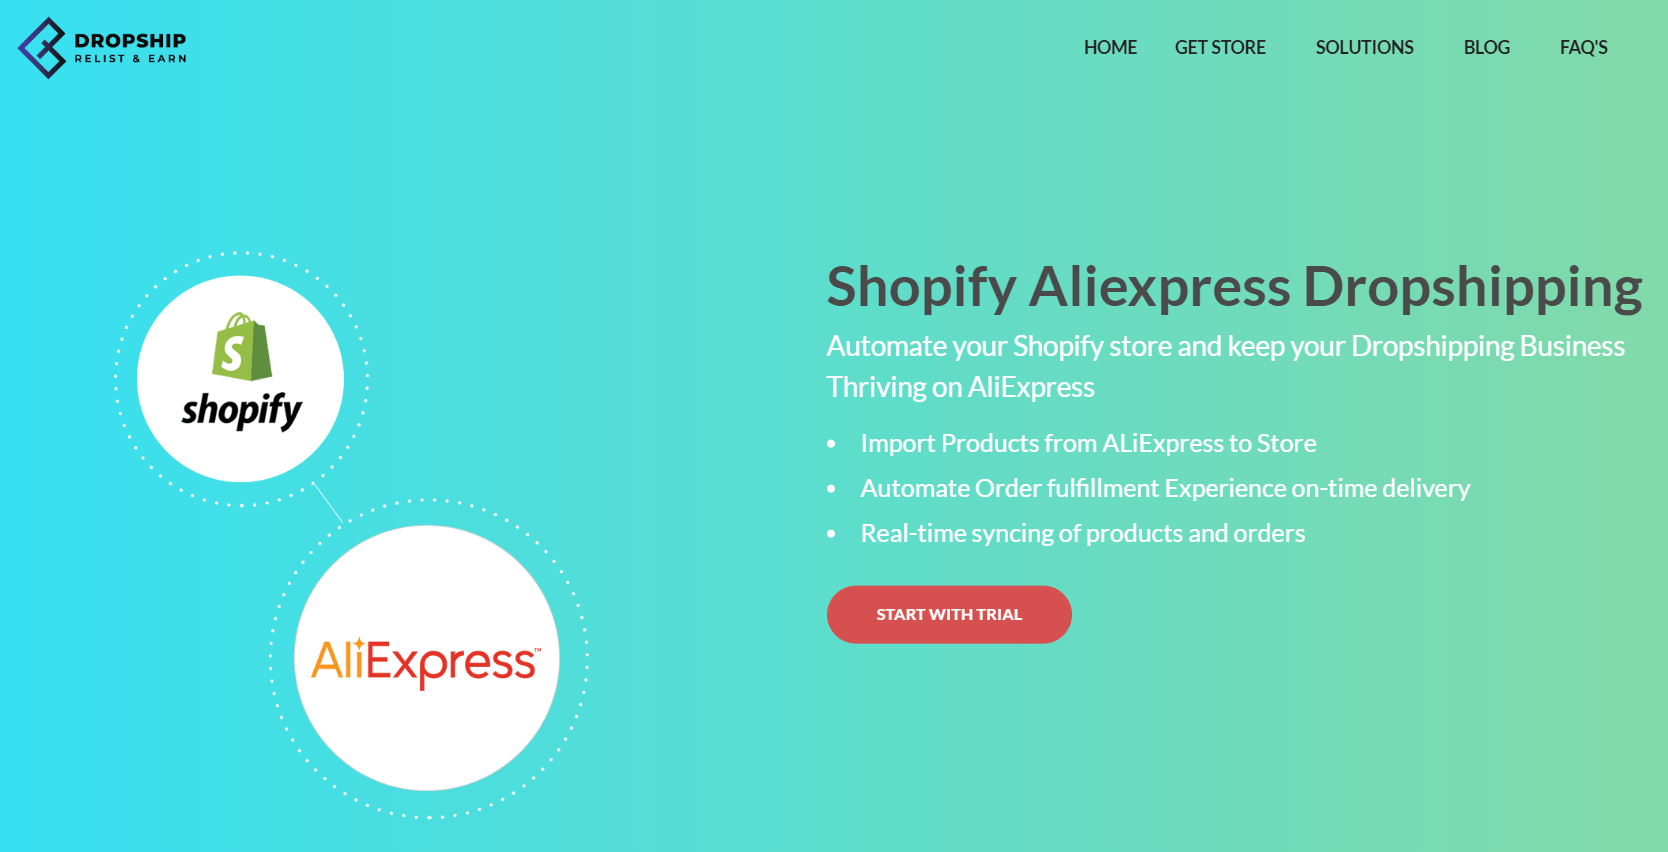 DROPSHIP
RELIST & EARN
HOME GET STORE SOLUTIONS BLOG FAQ'S
shopify
AliExpress™
Shopify Aliexpress Dropshipping
Automate your Shopify store and keep your Dropshipping Business
Thriving on AliExpress
• Import Products from ALiExpress to Store
• Automate Order fulfillment Experience on-time delivery
• Real-time syncing of products and orders
START WITH TRIAL